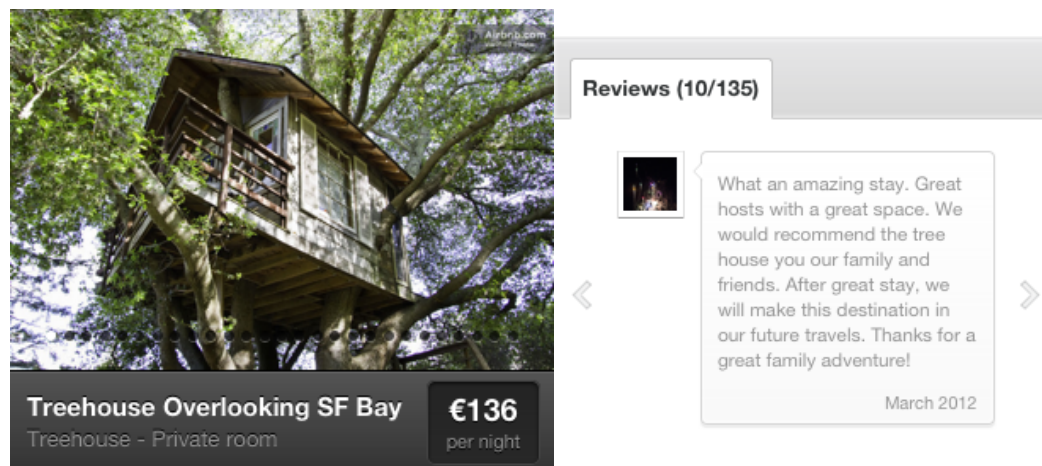 Airbnb.com
Treehouse Overlooking SF Bay
Treehouse - Private room
€136
per night
Reviews (10/135)
What an amazing stay. Great
hosts with a great space. We
would recommend the tree
house you our family and
friends. After great stay, we
will make this destination in
our future travels. Thanks for a
great family adventure!
March 2012